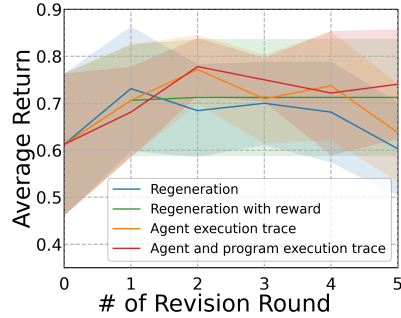 0.9
0.8
0.7
0.6
0.5
0.4
Average Return
Regeneration
Regeneration with reward
Agent execution trace
Agent and program execution trace
0 1 2 3 4 5
# of Revision Round